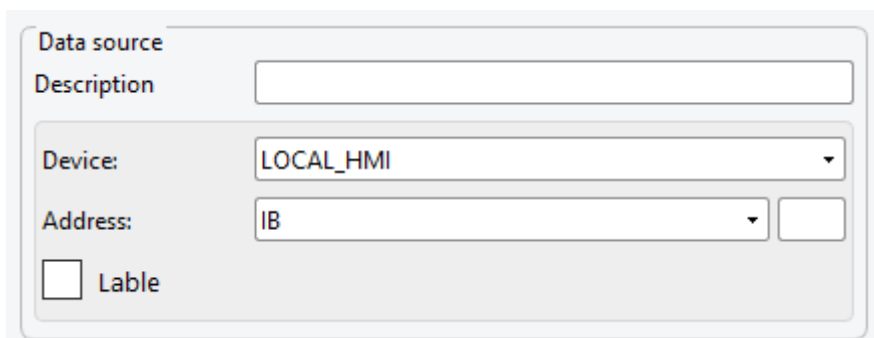 Data source
Description
Device: LOCAL_HMI
Address: IB
Lable